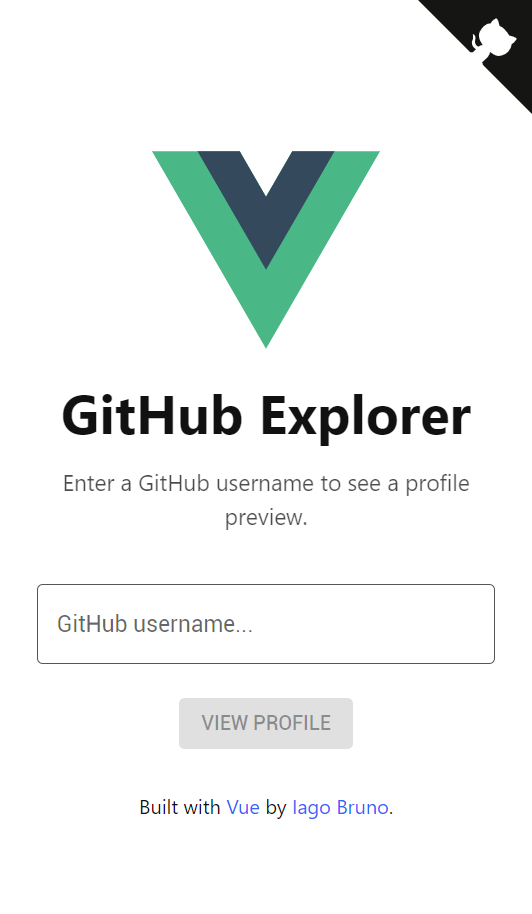 GitHub Explorer
Enter a GitHub username to see a profile
preview.
GitHub username...
VIEW PROFILE
Built with Vue by Iago Bruno.